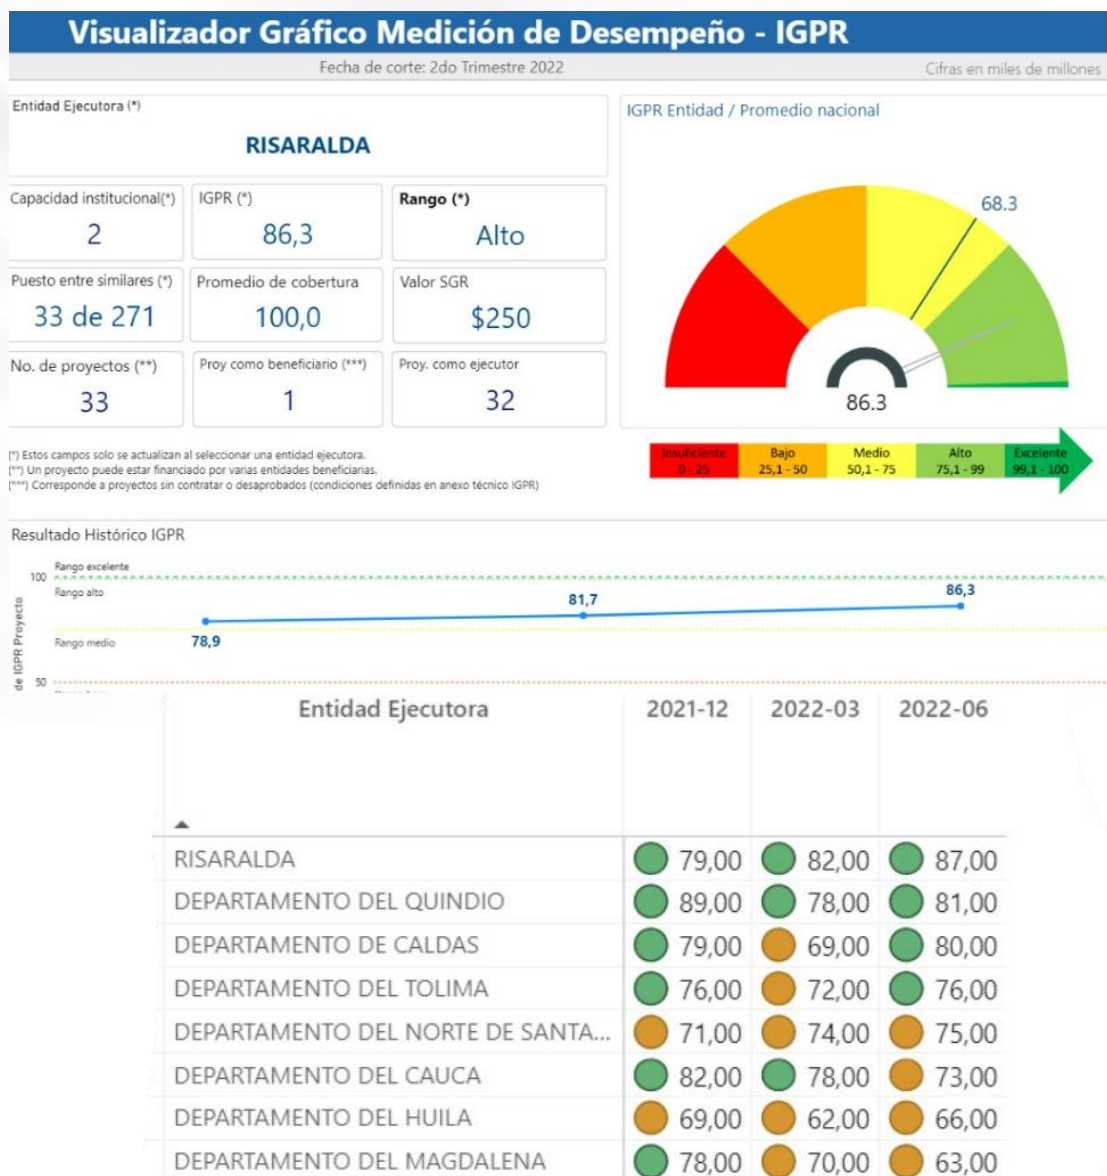 Visualizador Gráfico Medición de Desempeño - IGPR
Fecha de corte: 2do Trimestre 2022
Cifras en miles de millones
Entidad Ejecutora (*)
RISARALDA
Capacidad institucional(*)
2
IGPR (*)
86,3
Rango (*)
Alto
Puesto entre similares (*)
33 de 271
Promedio de cobertura
100,0
Valor SGR
$250
No. de proyectos (**)
33
Proy como beneficiario (***)
1
Proy. como ejecutor
32
IGPR Entidad / Promedio nacional
68.3
86.3
Insuficiente 0 - 25
Bajo 25,1 - 50
Medio 50,1 - 75
Alto 75,1 - 99
Excelente 99,1 - 100
(*) Estos campos solo se actualizan al seleccionar una entidad ejecutora.
(**) Un proyecto puede estar financiado por varias entidades beneficiarias.
(***) Corresponde a proyectos sin contratar o desaprobados (condiciones definidas en anexo técnico IGPR)
Resultado Histórico IGPR
Rango excelente
100
Rango alto
78,9
81,7
86,3
Rango medio
50
de IGPR Proyecto
Entidad Ejecutora 2021-12 2022-03 2022-06
RISARALDA 79,00 82,00 87,00
DEPARTAMENTO DEL QUINDIO 89,00 78,00 81,00
DEPARTAMENTO DE CALDAS 79,00 69,00 80,00
DEPARTAMENTO DEL TOLIMA 76,00 72,00 76,00
DEPARTAMENTO DEL NORTE DE SANTA... 71,00 74,00 75,00
DEPARTAMENTO DEL CAUCA 82,00 78,00 73,00
DEPARTAMENTO DEL HUILA 69,00 62,00 66,00
DEPARTAMENTO DEL MAGDALENA 78,00 70,00 63,00